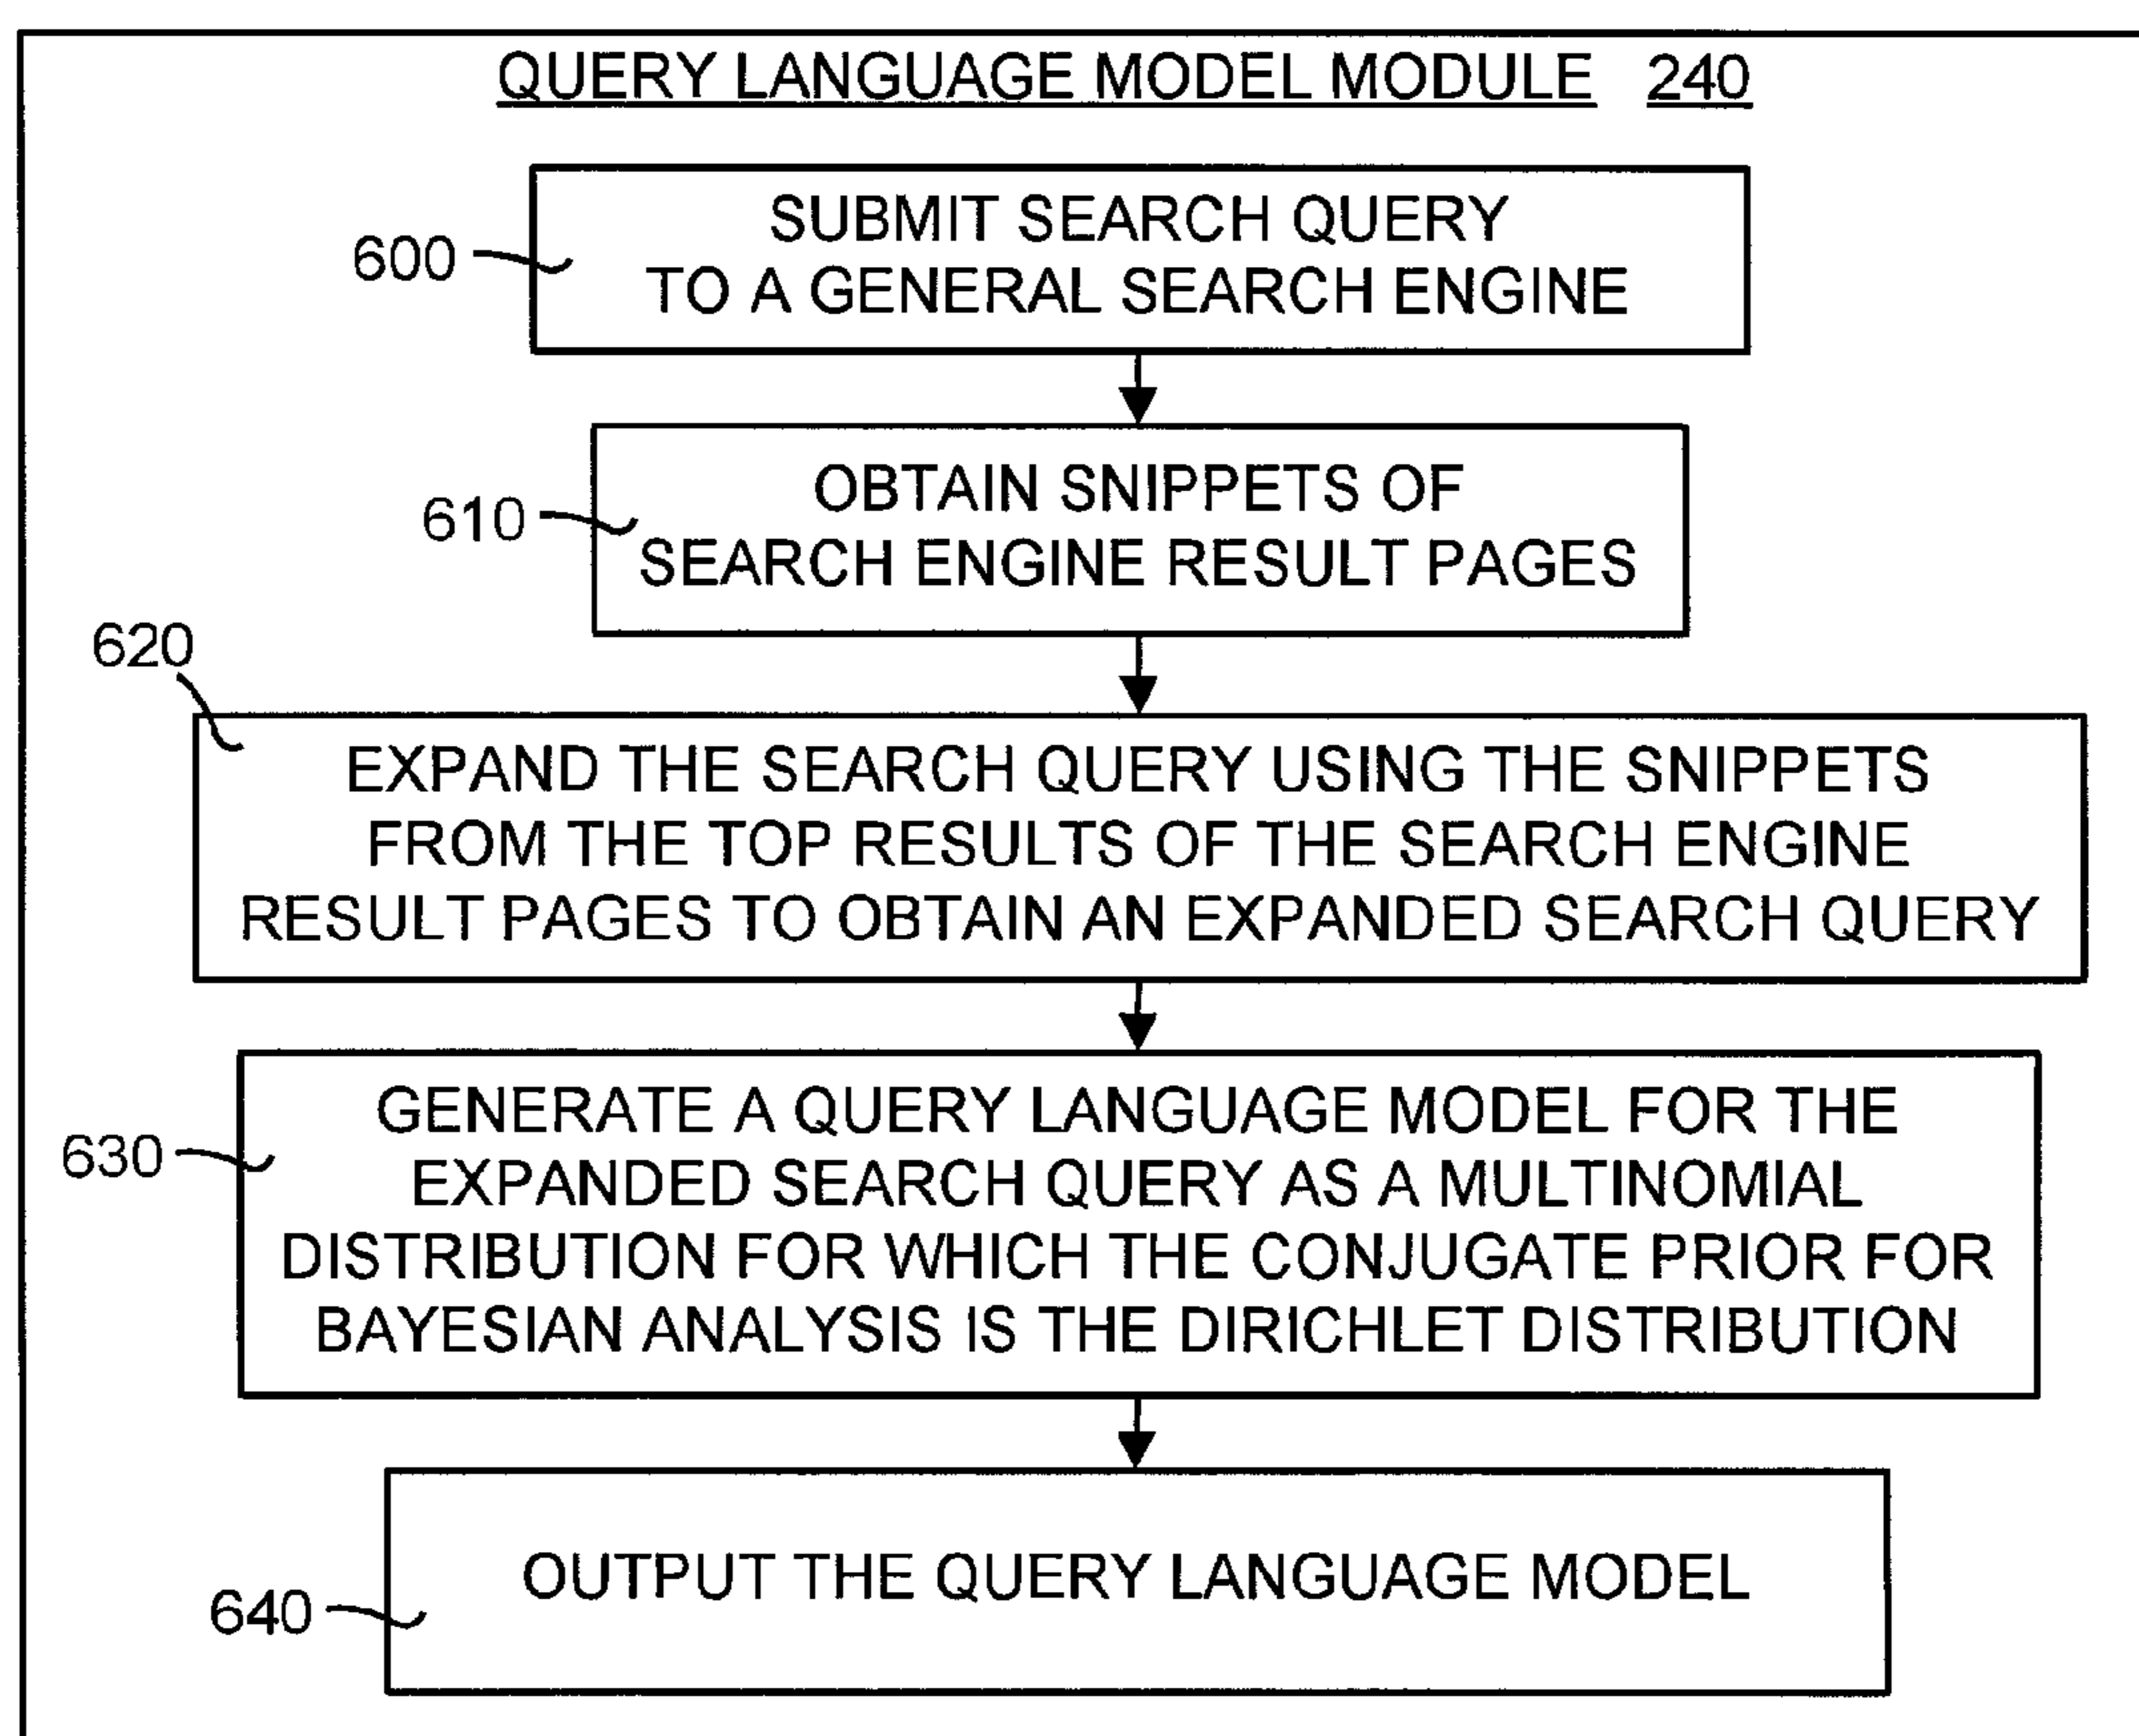 QUERY LANGUAGE MODEL MODULE 240
600
SUBMIT SEARCH QUERY
TO A GENERAL SEARCH ENGINE
610
OBTAIN SNIPPETS OF
SEARCH ENGINE RESULT PAGES
620
EXPAND THE SEARCH QUERY USING THE SNIPPETS
FROM THE TOP RESULTS OF THE SEARCH ENGINE
RESULT PAGES TO OBTAIN AN EXPANDED SEARCH QUERY
630
GENERATE A QUERY LANGUAGE MODEL FOR THE
EXPANDED SEARCH QUERY AS A MULTINOMIAL
DISTRIBUTION FOR WHICH THE CONJUGATE PRIOR FOR
BAYESIAN ANALYSIS IS THE DIRICHLET DISTRIBUTION
640
OUTPUT THE QUERY LANGUAGE MODEL